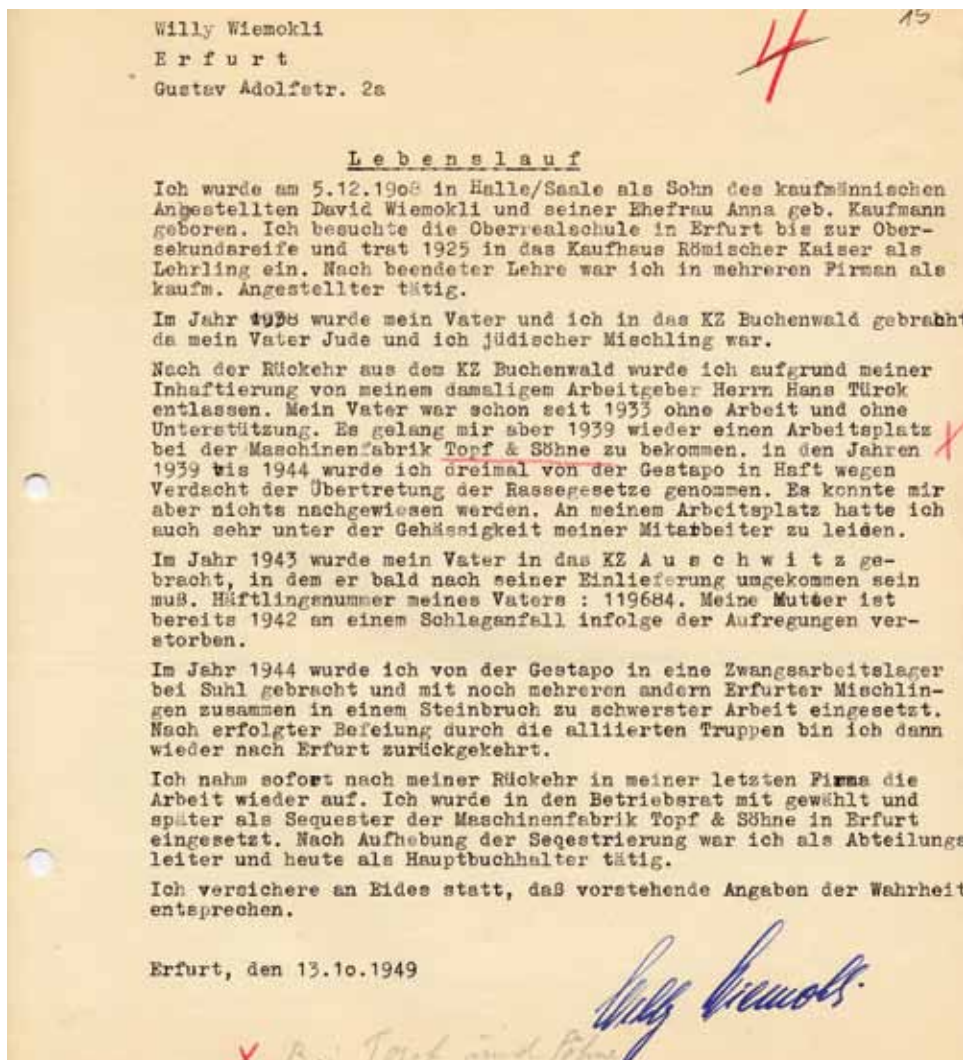 15
4
Willy Wiemokli
E r f u r t
Gustav Adolfstr. 2a
L e b e n s l a u f
Ich wurde am 5.12.19o8 in Halle/Saale als Sohn des kaufmännischen
Angestellten David Wiemokli und seiner Ehefrau Anna geb. Kaufmann
geboren. Ich besuchte die Oberrealschule in Erfurt bis zur Ober-
sekundareife und trat 1925 in das Kaufhaus Römischer Kaiser als
Lehrling ein. Nach beendeter Lehre war ich in mehreren Firman als
kaufm. Angestellter tätig.
Im Jahr 1938 wurde mein Vater und ich in das KZ Buchenwald gebracht
da mein Vater Jude und ich jüdischer Mischling war.
Nach der Rückehr aus dem KZ Buchenwald wurde ich aufgrund meiner
Inhaftierung von meinem damaligem Arbeitgeber Herrn Hans Türck
entlassen. Mein Vater war schon seit 1933 ohne Arbeit und ohne
Unterstützung. Es gelang mir aber 1939 wieder einen Arbeitsplatz
bei der Maschinenfabrik Topf & Söhne zu bekommen. in den Jahren
1939 bis 1944 wurde ich dreimal von der Gestapo in Haft wegen
Verdacht der Übertretung der Rassegesetze genommen. Es konnte mir
aber nichts nachgewiesen werden. An meinem Arbeitsplatz hatte ich
auch sehr unter der Gehässigkeit meiner Mitarbeiter zu leiden.
Im Jahr 1943 wurde mein Vater in das KZ A u s c h w i t z ge-
bracht, in dem er bald nach seiner Einlieferung umgekommen sein
muß. Häftlingsnummer meines Vaters : 119684. Meine Mutter ist
bereits 1942 an einem Schlaganfall infolge der Aufregungen ver-
storben.
Im Jahr 1944 wurde ich von der Gestapo in eine Zwangsarbeitslager
bei Suhl gebracht und mit noch mehreren andern Erfurter Mischlin-
gen zusammen in einem Steinbruch zu schwerster Arbeit eingesetzt.
Nach erfolgter Befeiung durch die alliierten Truppen bin ich dann
wieder nach Erfurt zurückgekehrt.
Ich nahm sofort nach meiner Rückehr in meiner letzten Firma die
Arbeit wieder auf. Ich wurde in den Betriebsrat mit gewählt und
später als Sequester der Maschinenfabrik Topf & Söhne in Erfurt
eingesetzt. Nach Aufhebung der Seqestrierung war ich als Abteilungs
leiter und heute als Hauptbuchhalter tätig.
Ich versichere an Eides statt, daß vorstehende Angaben der Wahrheit
entsprechen.
Erfurt, den 13.1o.1949
Willy Wiemokli
Topf und Söhne